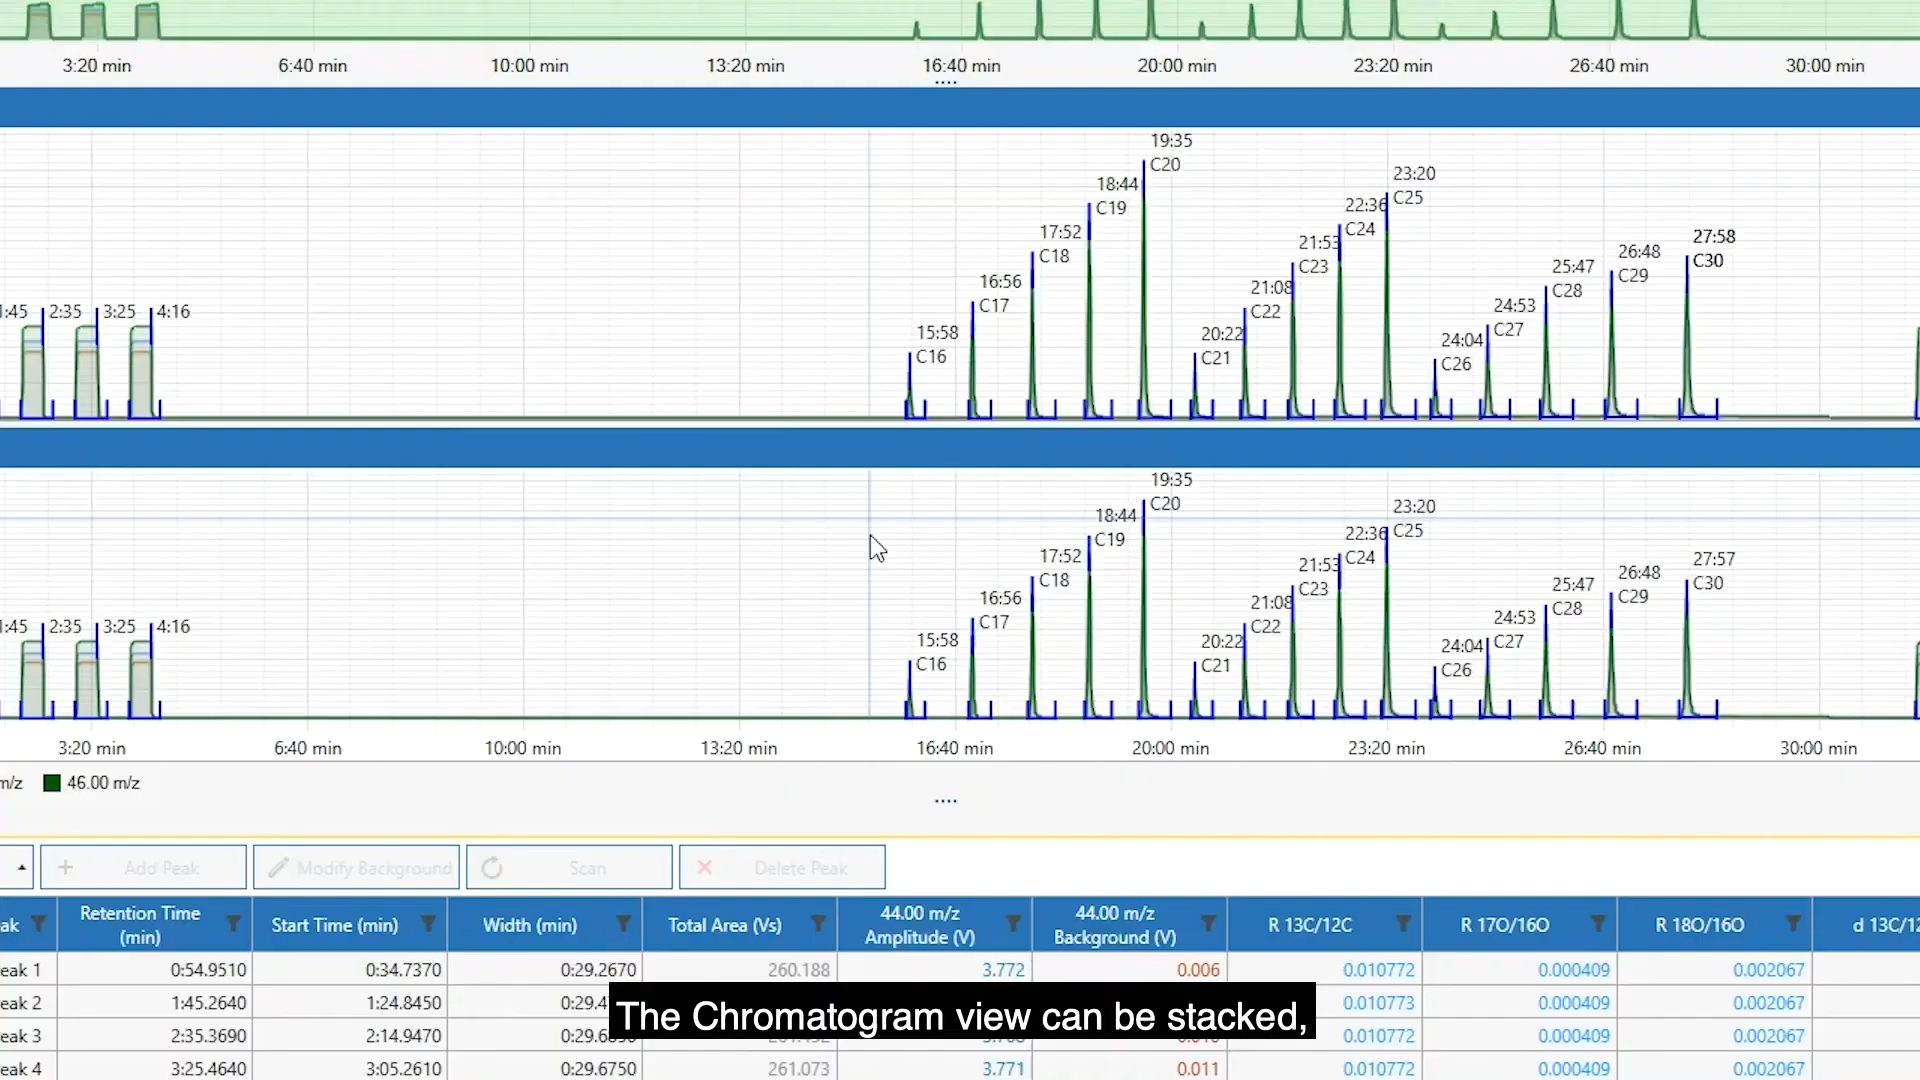 3:20 min 6:40 min 10:00 min 13:20 min 16:40 min 20:00 min 23:20 min 26:40 min 30:00 min
19:35
C20
23:20
C25
18:44
C19
22:36
C24
17:52
C18
21:53
C23
27:58
C30
26:48
C29
25:47
C28
16:56
C17
21:08
C22
24:53
C27
1:45 2:35 3:25 4:16
15:58
C16
20:22
C21
24:04
C26
19:35
C20
23:20
C25
18:44
C19
22:36
C24
17:52
C18
21:53
C23
27:57
C30
26:48
C29
25:47
C28
16:56
C17
21:08
C22
24:53
C27
1:45 2:35 3:25 4:16
15:58
C16
20:22
C21
24:04
C26
3:20 min 6:40 min 10:00 min 13:20 min 16:40 min 20:00 min 23:20 min 26:40 min 30:00 min
m/z 46.00 m/z
Add Peak Modify Background Scan Delete Peak
ak Retention Time (min) Start Time (min) Width (min) Total Area (Vs) 44.00 m/z Amplitude (V) 44.00 m/z Background (V) R 13C/12C R 17O/16O R 18O/16O d 13C/12
eak 1 0:54.9510 0:34.7370 0:29.2670 260.188 3.772 0.006 0.010772 0.000409 0.002067
eak 2 1:45.2640 1:24.8450 0:29.4 0.010773 0.000409 0.002067
eak 3 2:35.3690 2:14.9470 0:29.6 0.010772 0.000409 0.002067
eak 4 3:25.4640 3:05.2610 0:29.6750 261.073 3.771 0.011 0.010772 0.000409 0.002067
The Chromatogram view can be stacked,